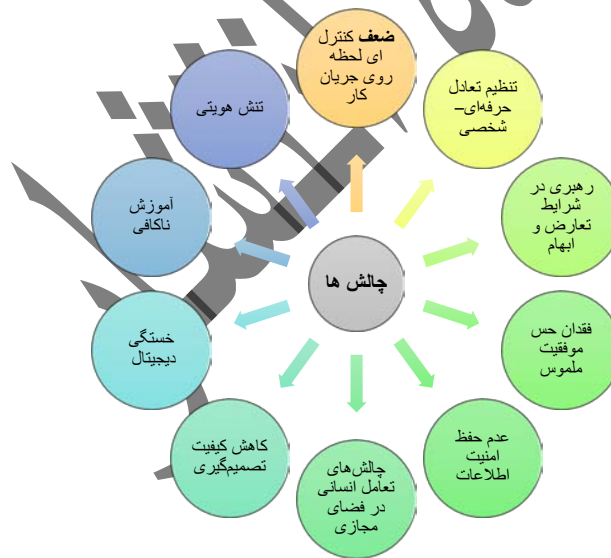 ضعف کنترل
ای لحظه
روی جریان
کار
تنظیم تعادل
حرفه‌ای–
شخصی
رهبری در
شرایط
تعارض و
ابهام
فقدان حس
موفقیت
ملموس
عدم حفظ
امنیت
اطلاعات
چالش‌های
تعامل انسانی
در فضای
مجازی
کاهش کیفیت
تصمیم‌گیری
خستگی
دیجیتال
آموزش
ناکافی
تنش هویتی
چالش ها